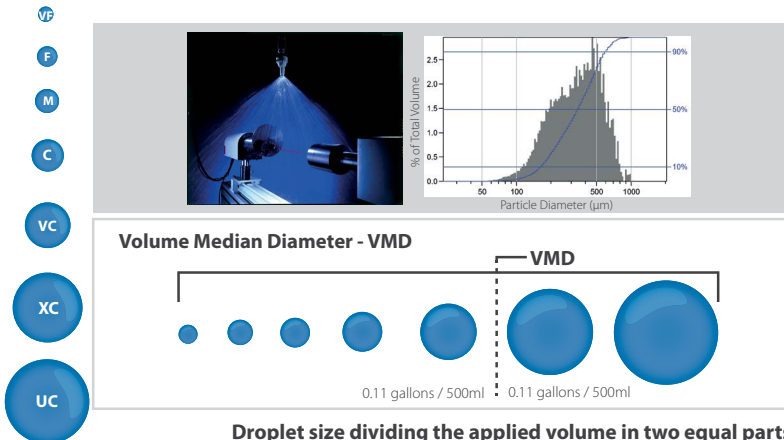 VF
F
M
C
VC
XC
UC
% of Total Volume
2.5
2.0
1.5
1.0
0.5
0.0
90%
50%
10%
50 100 500 1000
Particle Diameter (µm)
Volume Median Diameter - VMD
VMD
0.11 gallons / 500ml 0.11 gallons / 500ml
Droplet size dividing the applied volume in two equal parts